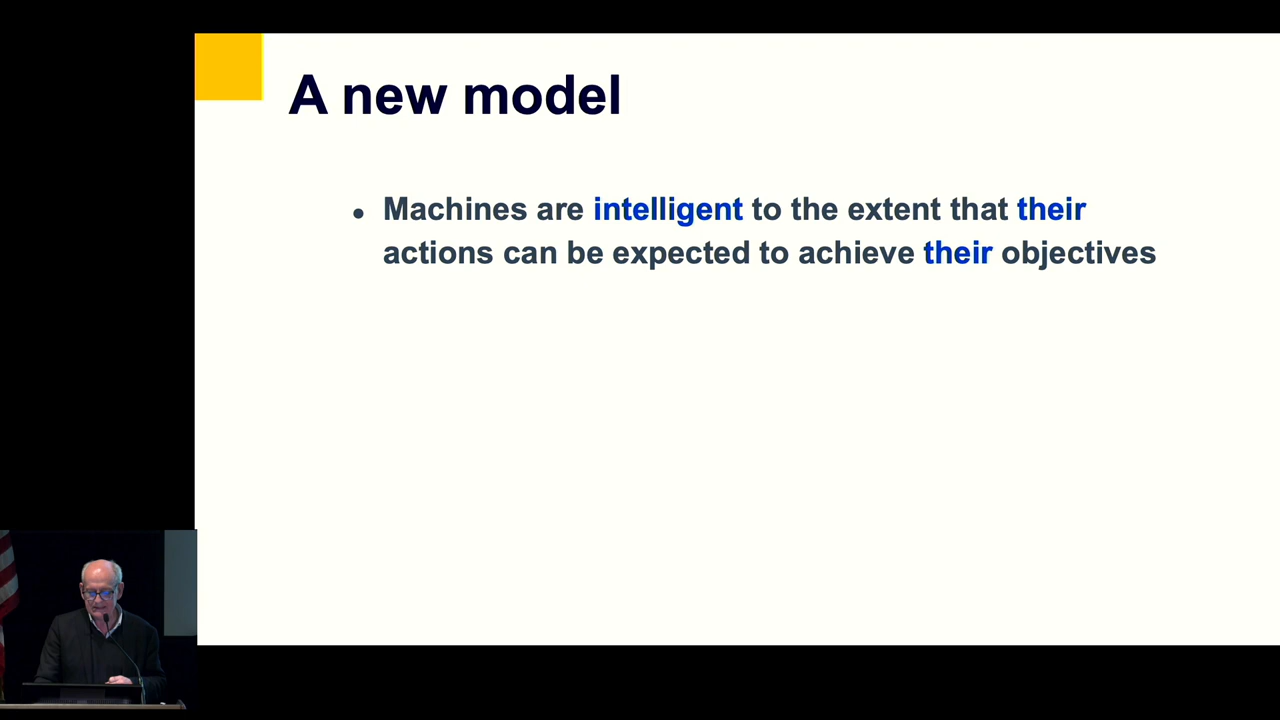 A new model
• Machines are intelligent to the extent that their
actions can be expected to achieve their objectives